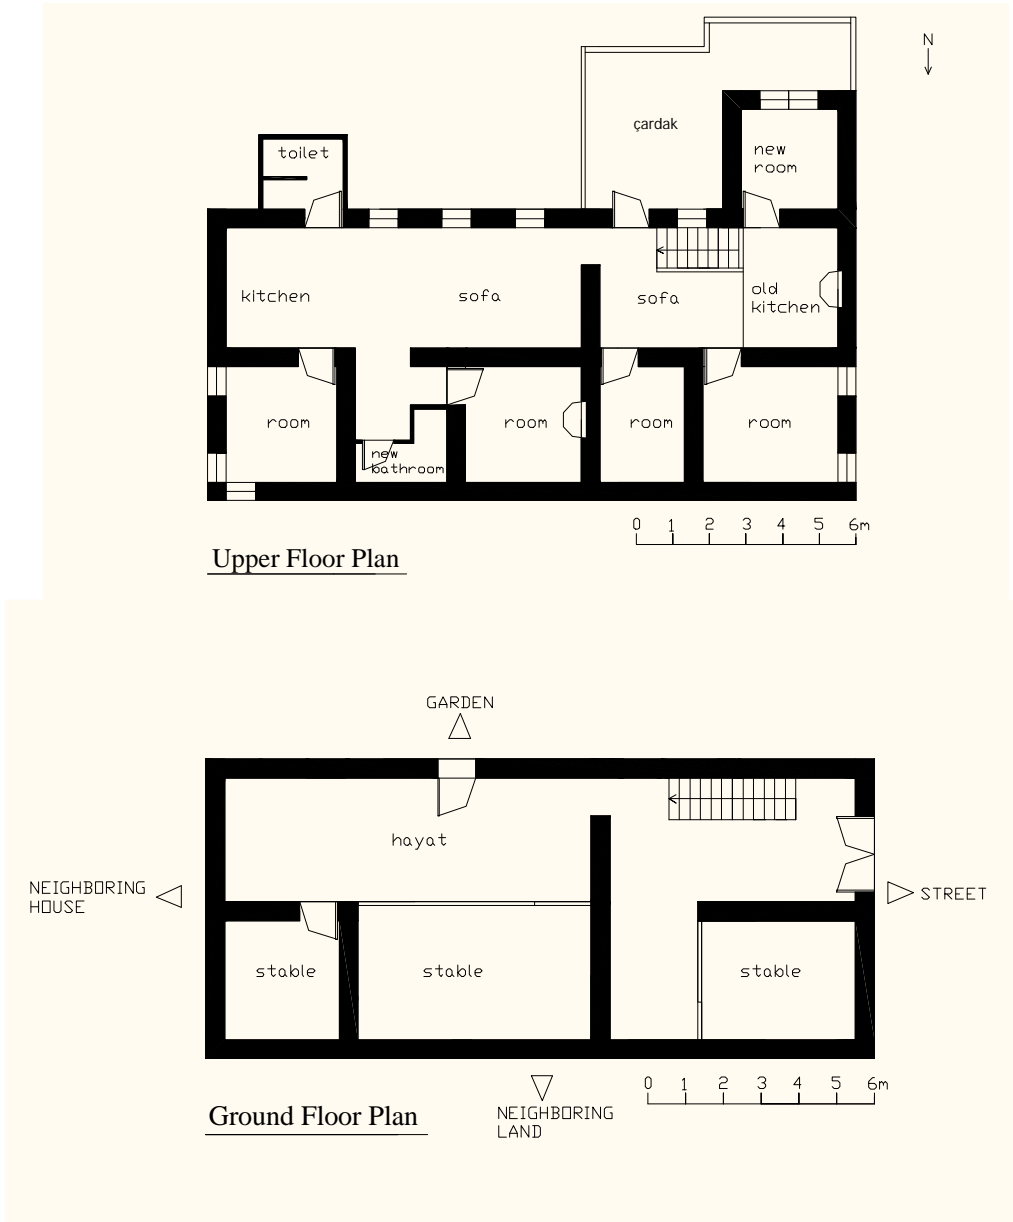 N
çardak
toilet
new
room
kitchen
sofa
sofa
old
kitchen
room
room
room
room
new
bathroom
0 1 2 3 4 5 6m
Upper Floor Plan
GARDEN
hayat
NEIGHBORING
HOUSE
STREET
stable
stable
stable
0 1 2 3 4 5 6m
Ground Floor Plan
NEIGHBORING
LAND